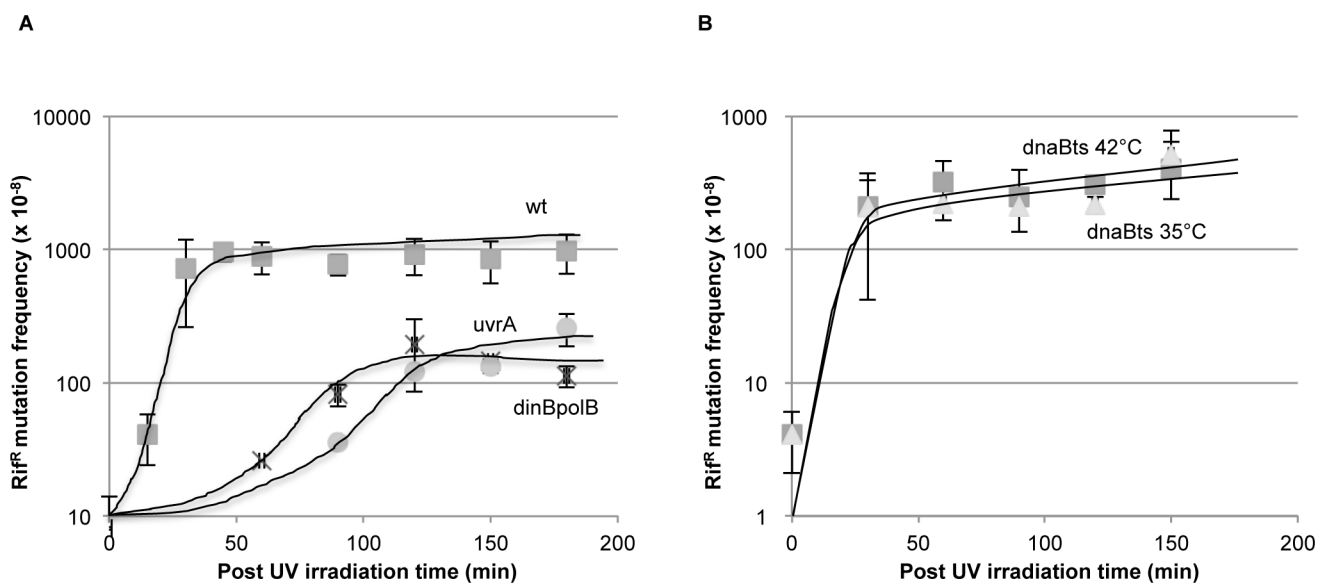 A
B
10000
1000
100
10
0
50
100
150
200
Rifᴿ mutation frequency (x 10⁻⁸)
Post UV irradiation time (min)
wt
uvrA
dinBpolB
1000
100
10
1
0
50
100
150
200
Rifᴿ mutation frequency (x 10⁻⁸)
Post UV irradiation time (min)
dnaBts 42°C
dnaBts 35°C